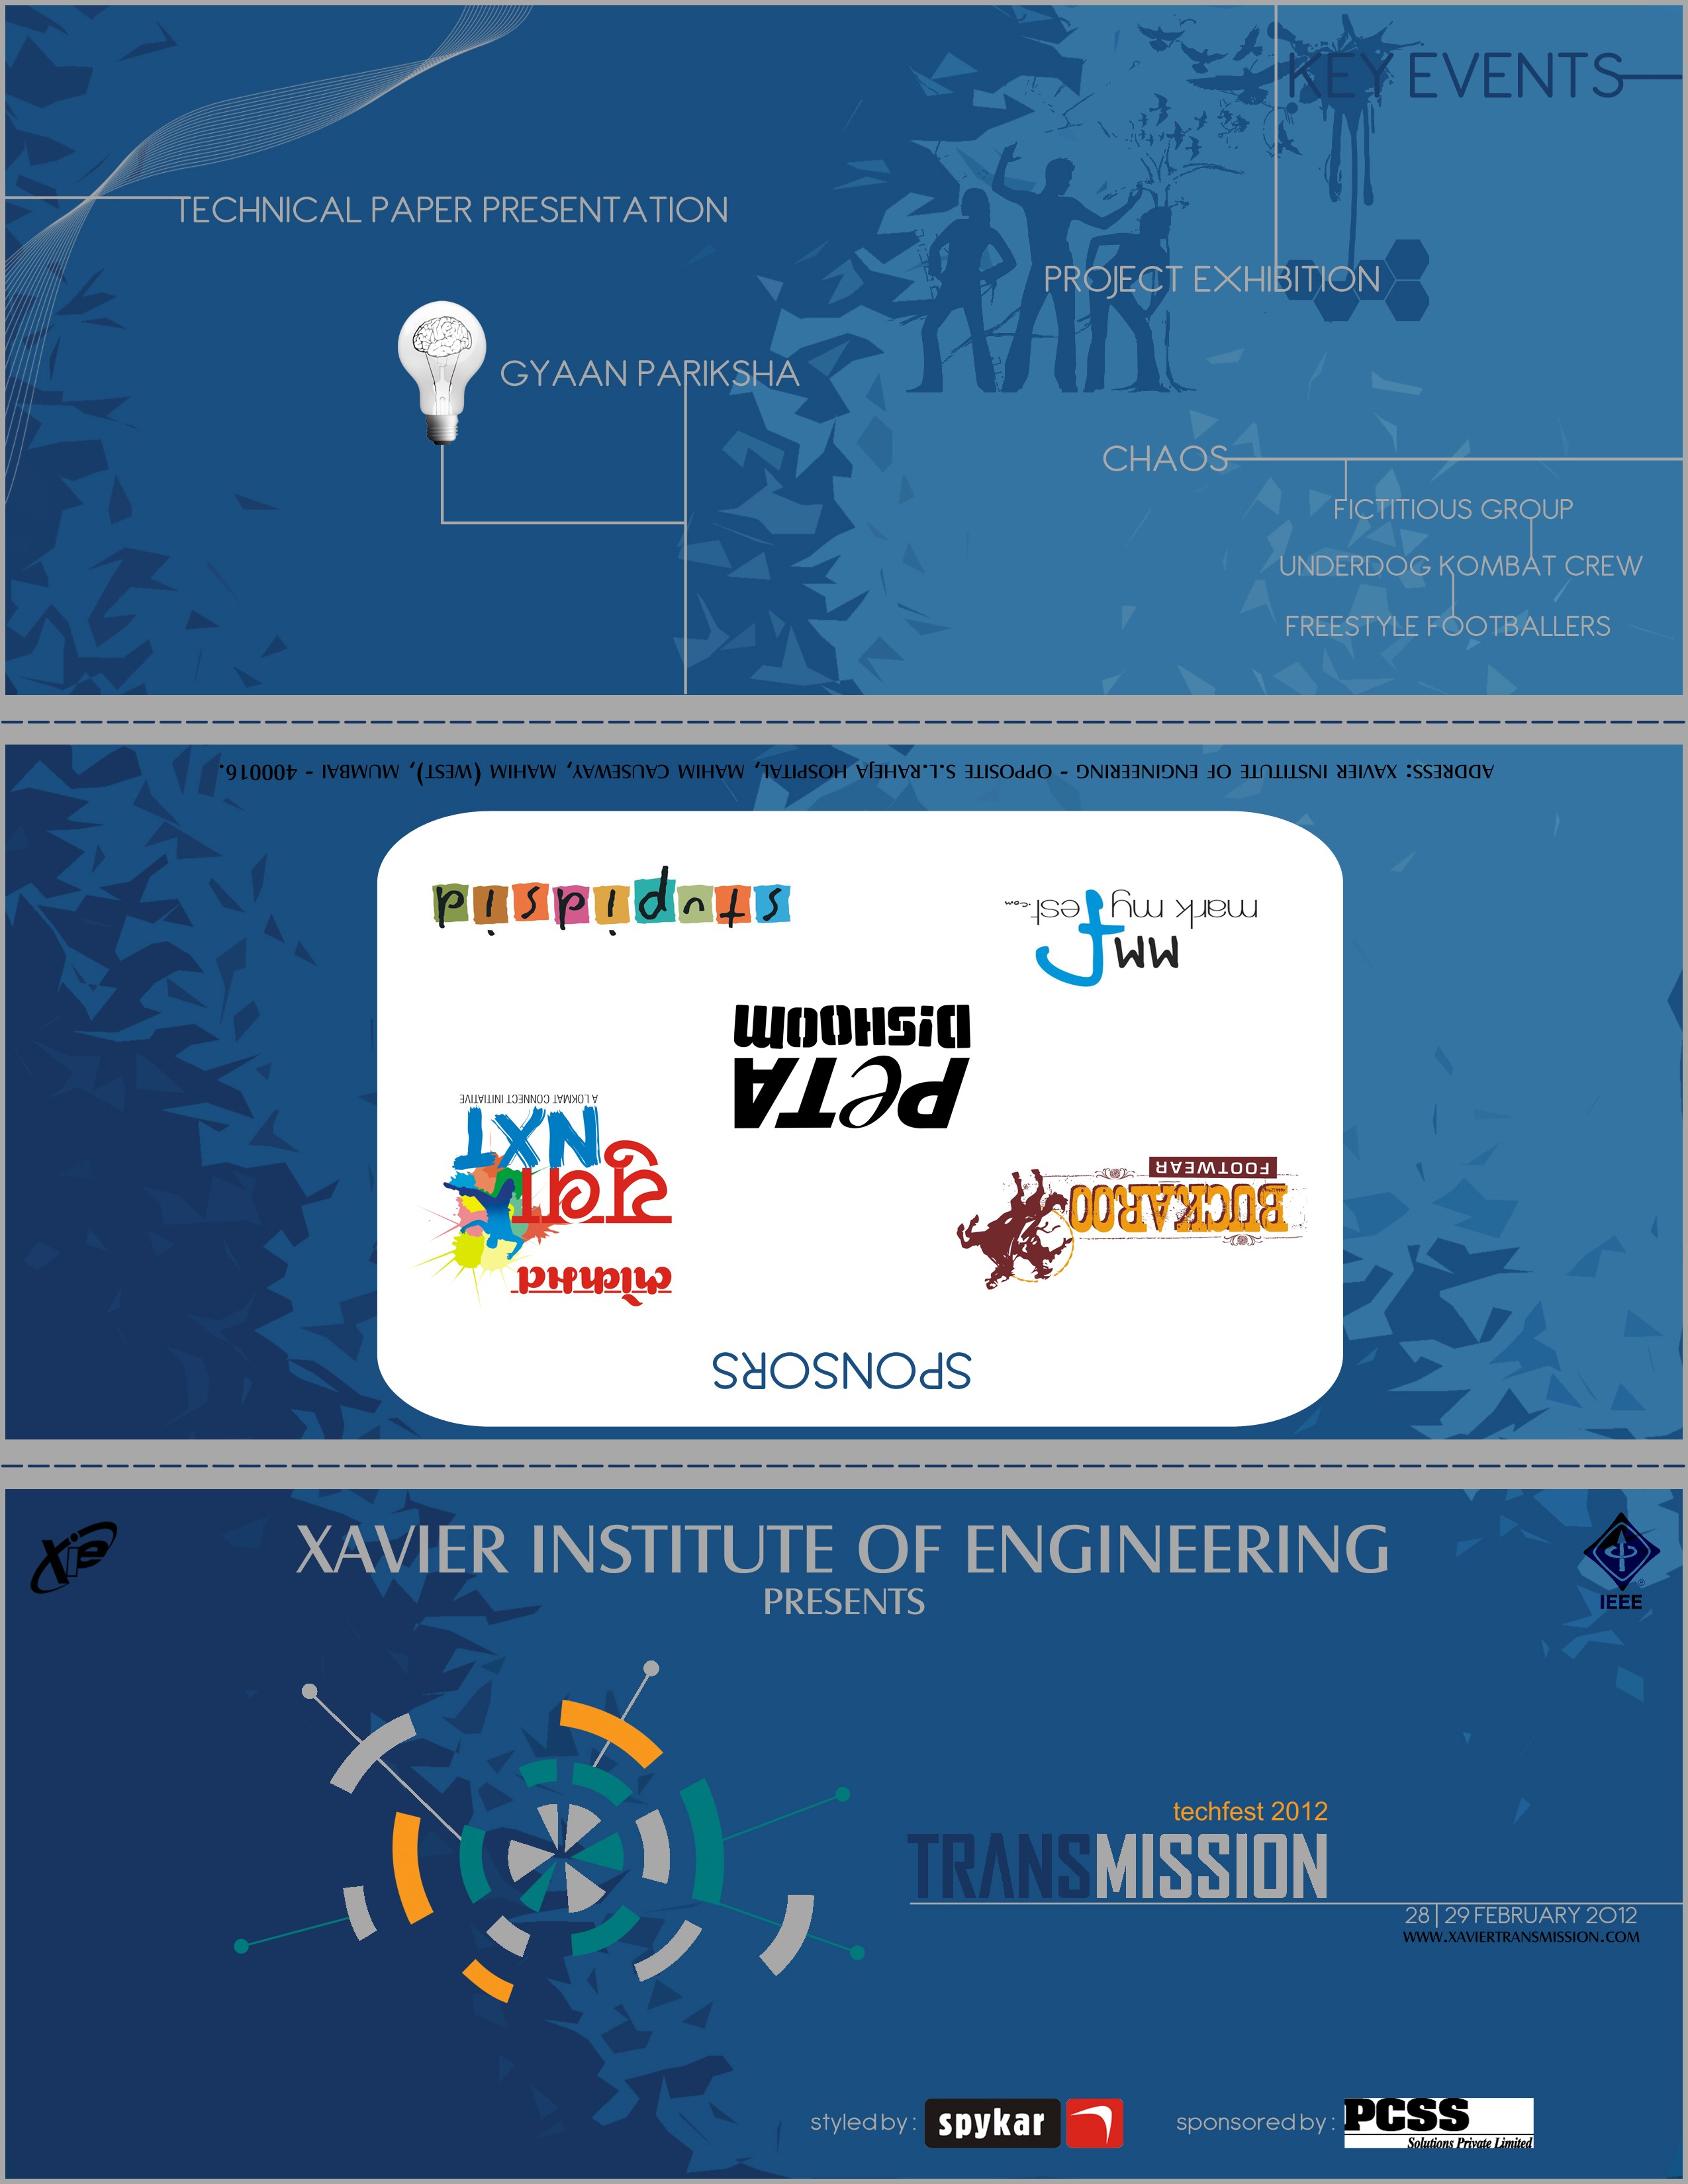 KEY EVENTS
TECHNICAL PAPER PRESENTATION
PROJECT EXHIBITION
GYAAN PARIKSHA
CHAOS
FICTITIOUS GROUP
UNDERDOG KOMBAT CREW
FREESTYLE FOOTBALLERS
SPONSORS
लोकमत
युवा
NXT
A LOKMAT CONNECT INITIATIVE
BUCKAROO
FOOTWEAR
PeTA
DISHOOM
MMf
mark my fest.com
stupidsid
ADDRESS: XAVIER INSTITUTE OF ENGINEERING - OPPOSITE S.L.RAHEJA HOSPITAL, MAHIM CAUSEWAY, MAHIM (WEST), MUMBAI - 400016.
Xie
XAVIER INSTITUTE OF ENGINEERING
PRESENTS
IEEE
techfest 2012
TRANSMISSION
28|29 FEBRUARY 2012
WWW.XAVIERTRANSMISSION.COM
styled by : spykar
sponsored by : PCSS
Solutions Private Limited